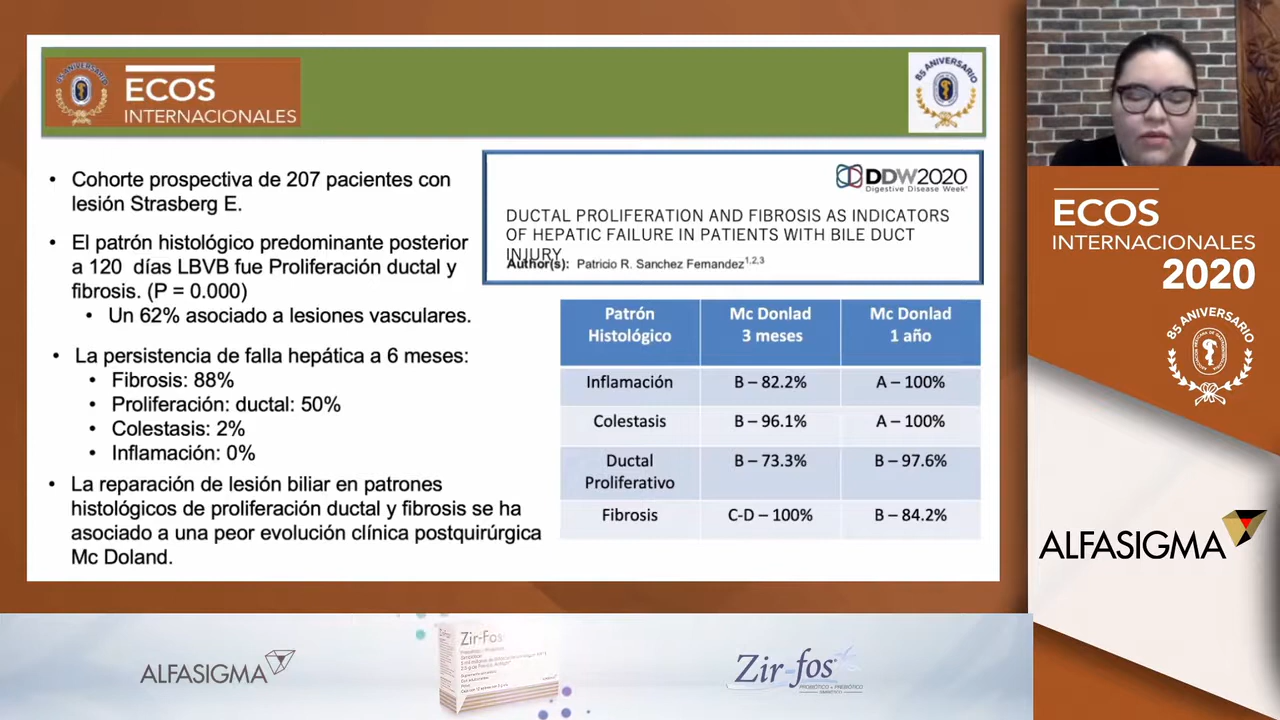 85 ANIVERSARIO
ECOS
INTERNACIONALES
85 ANIVERSARIO
• Cohorte prospectiva de 207 pacientes con
lesión Strasberg E.
• El patrón histológico predominante posterior
a 120 días LBVB fue Proliferación ductal y
fibrosis. (P = 0.000)
• Un 62% asociado a lesiones vasculares.
• La persistencia de falla hepática a 6 meses:
• Fibrosis: 88%
• Proliferación: ductal: 50%
• Colestasis: 2%
• Inflamación: 0%
• La reparación de lesión biliar en patrones
histológicos de proliferación ductal y fibrosis se ha
asociado a una peor evolución clínica postquirúrgica
Mc Doland.
DDW2020
Digestive Disease Week®
DUCTAL PROLIFERATION AND FIBROSIS AS INDICATORS
OF HEPATIC FAILURE IN PATIENTS WITH BILE DUCT
INJURY
Author(s): Patricio R. Sanchez Fernandez1,2,3
Patrón Histológico Mc Donlad 3 meses Mc Donlad 1 año
Inflamación B – 82.2% A – 100%
Colestasis B – 96.1% A – 100%
Ductal Proliferativo B – 73.3% B – 97.6%
Fibrosis C-D – 100% B – 84.2%
ECOS
INTERNACIONALES
2020
85 ANIVERSARIO
ALFASIGMA
ALFASIGMA
Zir-Fos
Zir-fos
PROBIÓTICO + PREBIÓTICO